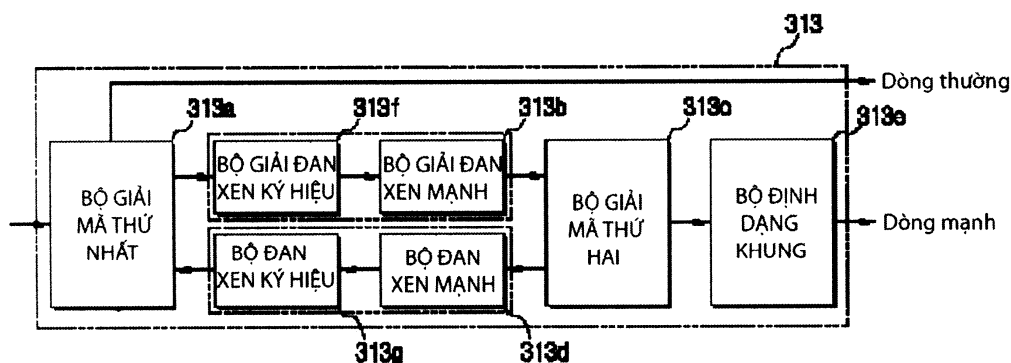 313
Dòng thường
313a
313f
313b
313c
313e
BỘ GIẢI
MÃ THỨ
NHẤT
BỘ GIẢI ĐAN
XEN KÝ HIỆU
BỘ GIẢI ĐAN
XEN MẠNH
BỘ GIẢI
MÃ THỨ
HAI
BỘ ĐỊNH
DẠNG
KHUNG
Dòng mạnh
BỘ ĐAN
XEN KÝ HIỆU
BỘ ĐAN
XEN MẠNH
313g
313d